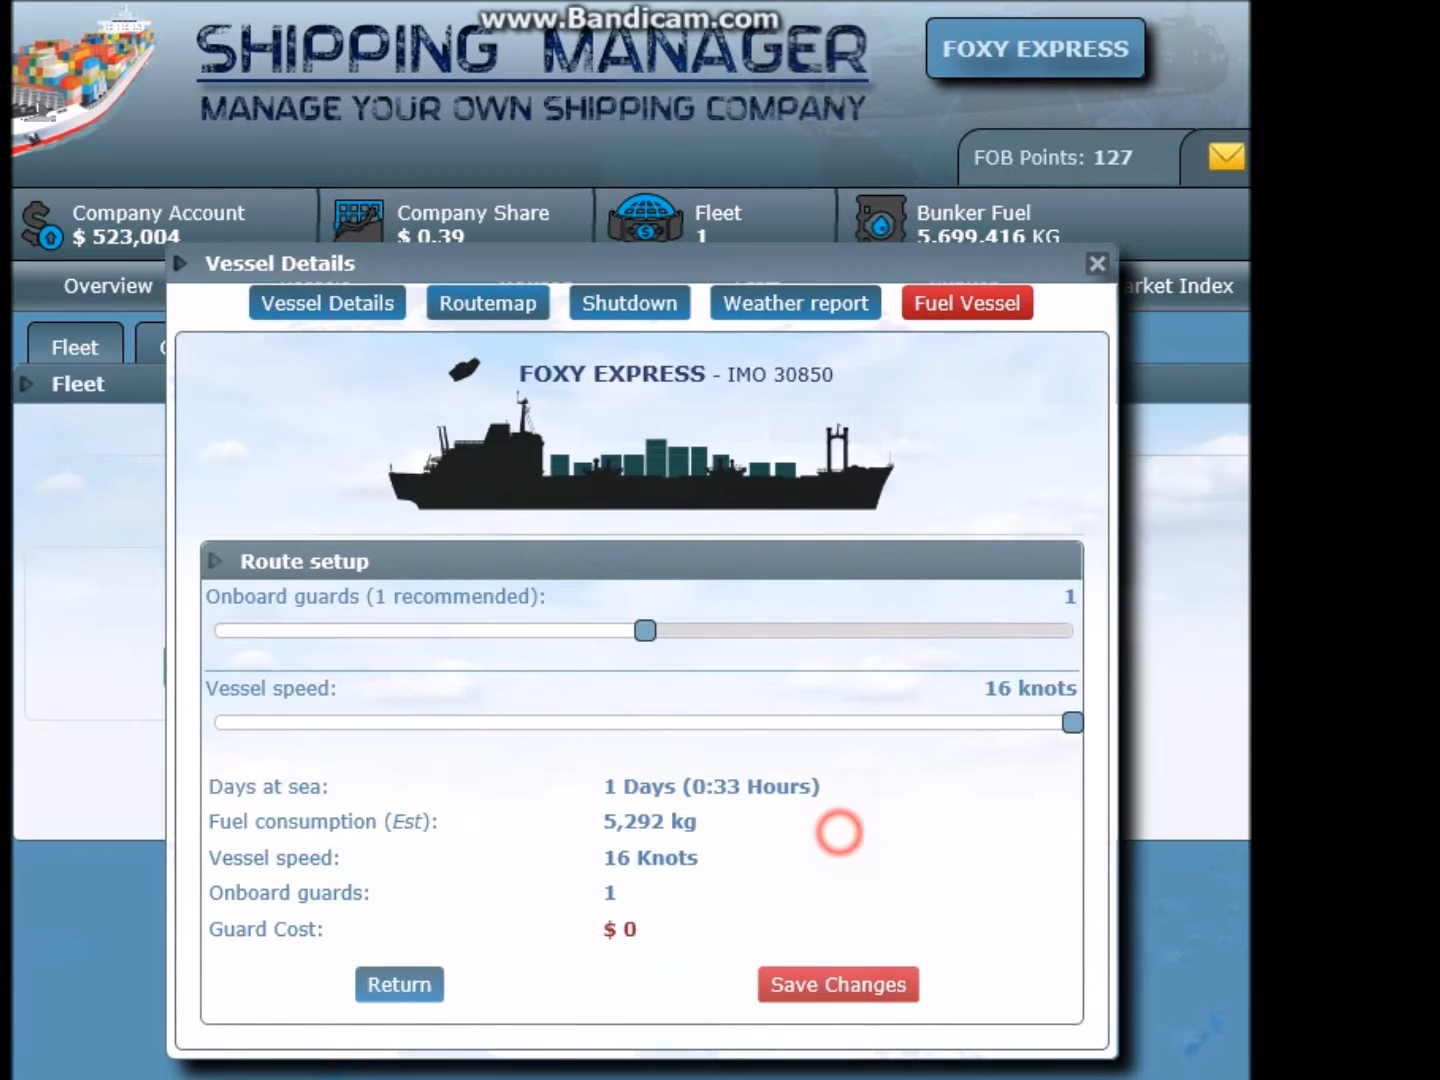 www.Bandicam.com
SHIPPING MANAGER
MANAGE YOUR OWN SHIPPING COMPANY
FOXY EXPRESS
FOB Points: 127
Company Account
$ 523,004
Company Share
$ 0.39
Fleet
1
Bunker Fuel
5,699,416 KG
Overview
arket Index
Vessel Details
Vessel Details
Routemap
Shutdown
Weather report
Fuel Vessel
Fleet
Fleet
FOXY EXPRESS - IMO 30850
Route setup
Onboard guards (1 recommended): 1
Vessel speed: 16 knots
Days at sea: 1 Days (0:33 Hours)
Fuel consumption (Est): 5,292 kg
Vessel speed: 16 Knots
Onboard guards: 1
Guard Cost: $ 0
Return
Save Changes